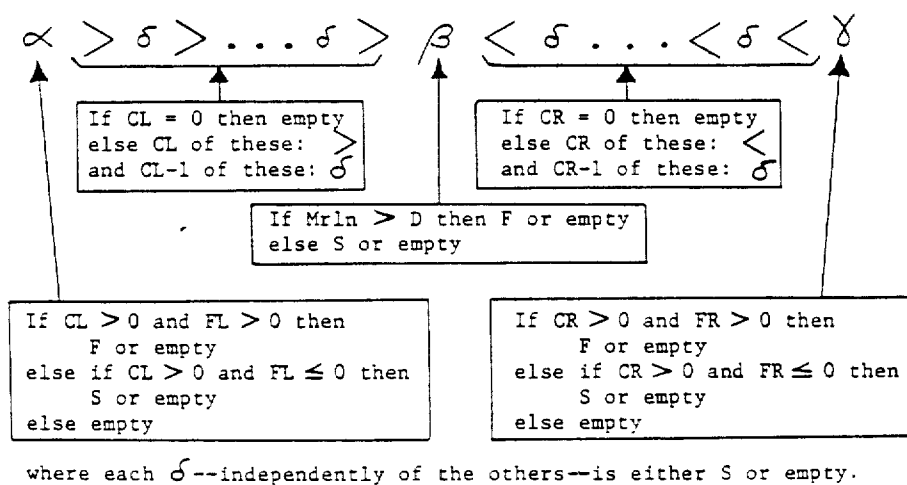 α > δ > . . . δ > β < δ . . . < δ < γ
If CL = 0 then empty
else CL of these: >
and CL-1 of these: δ
If CR = 0 then empty
else CR of these: <
and CR-1 of these: δ
If Mrln > D then F or empty
else S or empty
If CL > 0 and FL > 0 then
F or empty
else if CL > 0 and FL ≤ 0 then
S or empty
else empty
If CR > 0 and FR > 0 then
F or empty
else if CR > 0 and FR ≤ 0 then
S or empty
else empty
where each δ--independently of the others--is either S or empty.